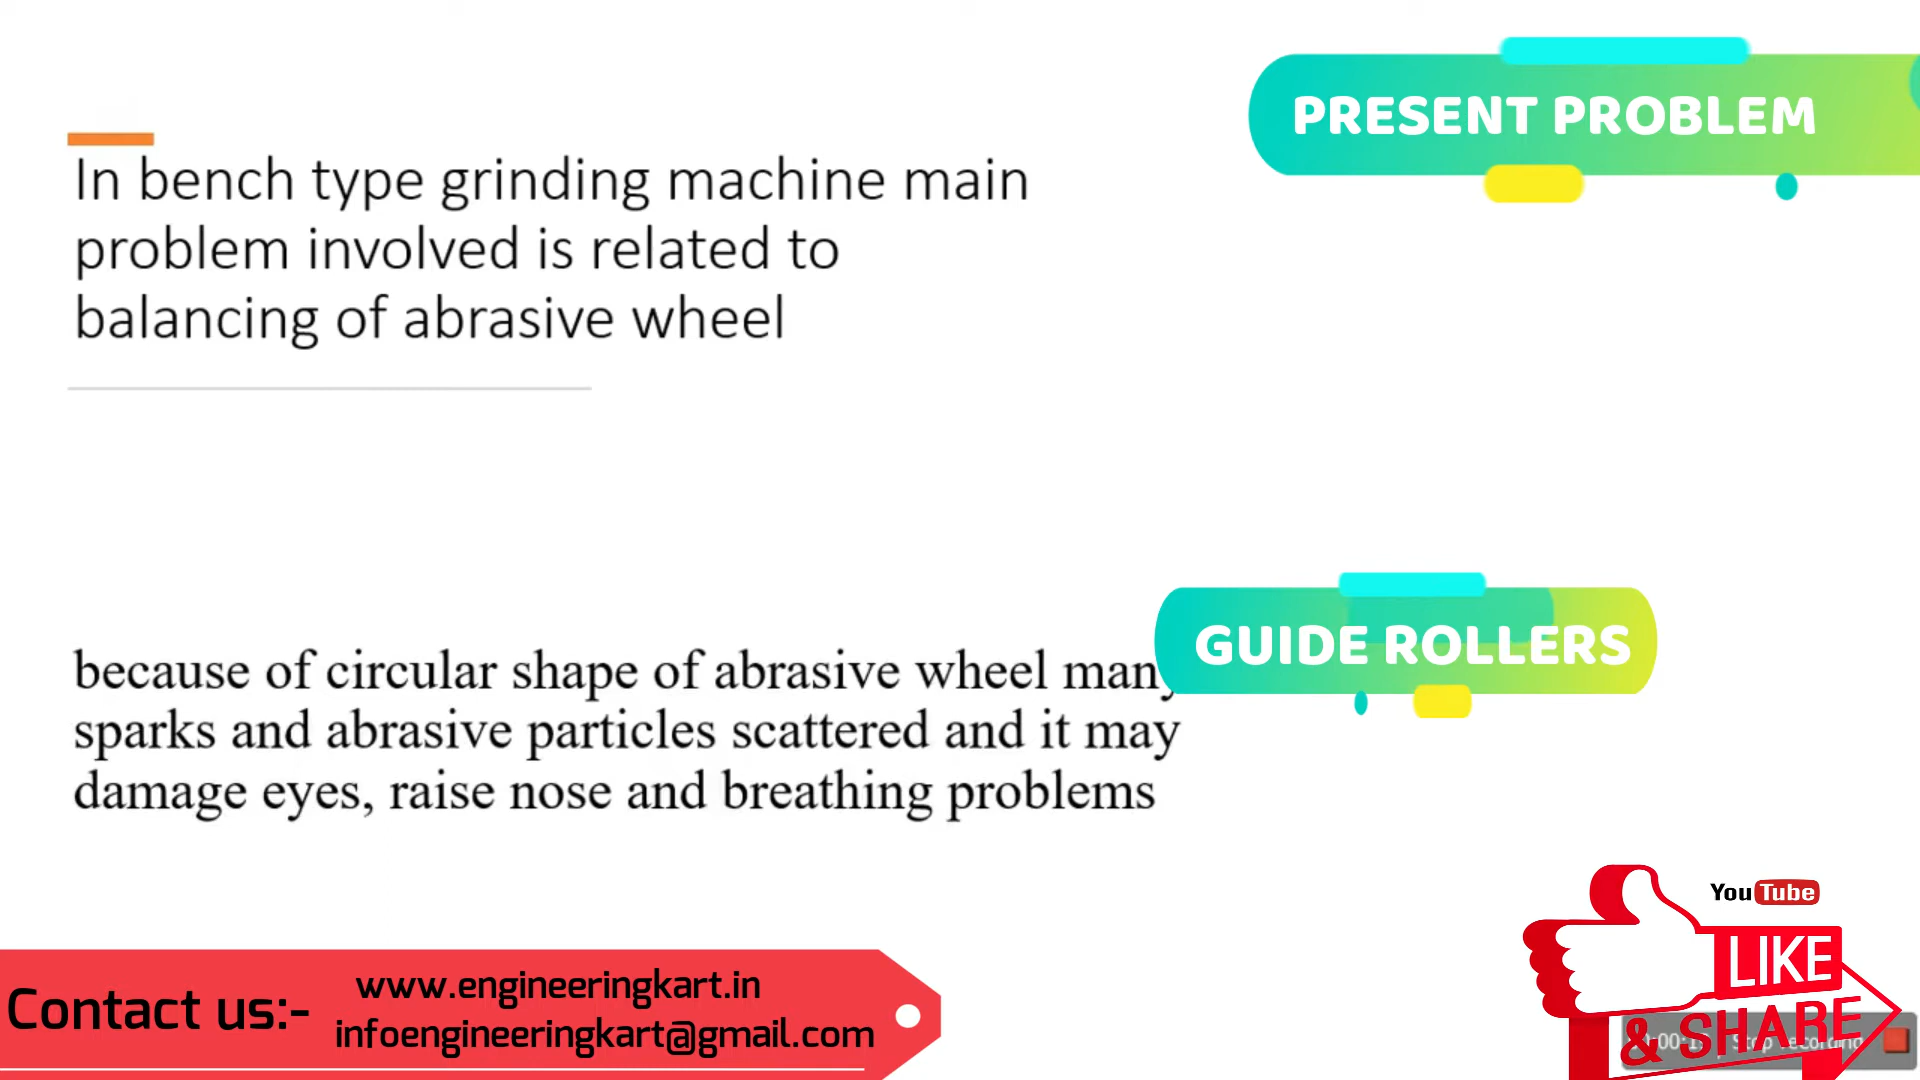 PRESENT PROBLEM
In bench type grinding machine main
problem involved is related to
balancing of abrasive wheel
GUIDE ROLLERS
because of circular shape of abrasive wheel many
sparks and abrasive particles scattered and it may
damage eyes, raise nose and breathing problems
YouTube
LIKE
& SHARE
Stop recording
Contact us:-
www.engineeringkart.in
infoengineeringkart@gmail.com